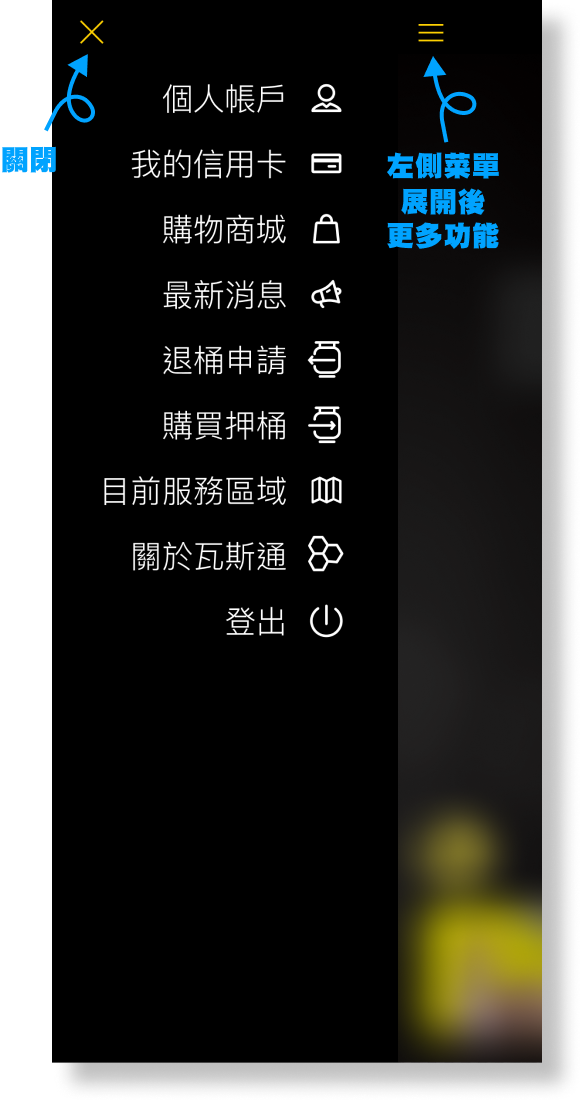 個人帳戶
我的信用卡
購物商城
最新消息
退桶申請
購買押桶
目前服務區域
關於瓦斯通
登出
關閉
左側菜單
展開後
更多功能